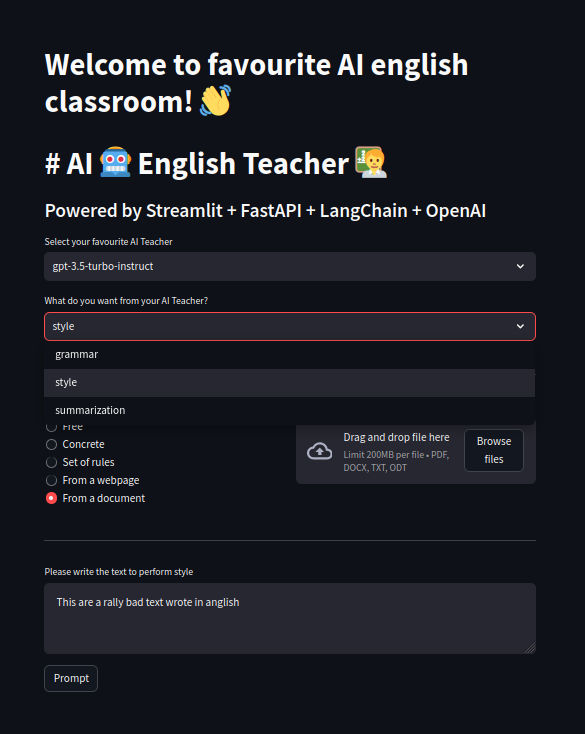 Welcome to favourite AI english
classroom! 👋
# AI 🤖 English Teacher 🧑‍🏫
Powered by Streamlit + FastAPI + LangChain + OpenAI
Select your favourite AI Teacher
gpt-3.5-turbo-instruct
What do you want from your AI Teacher?
style
grammar
style
summarization
Free
Concrete
Set of rules
From a webpage
From a document
Drag and drop file here
Limit 200MB per file • PDF,
DOCX, TXT, ODT
Browse
files
Please write the text to perform style
This are a rally bad text wrote in anglish
Prompt